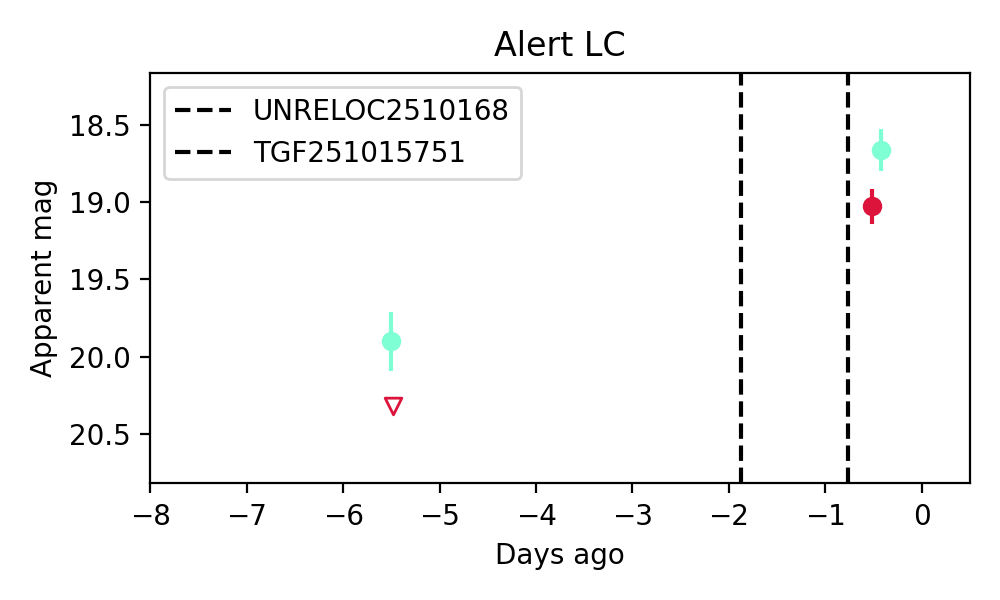 Alert LC
UNRELOC2510168
TGF251015751
18.5
19.0
19.5
20.0
20.5
Apparent mag
−8 −7 −6 −5 −4 −3 −2 −1 0
Days ago